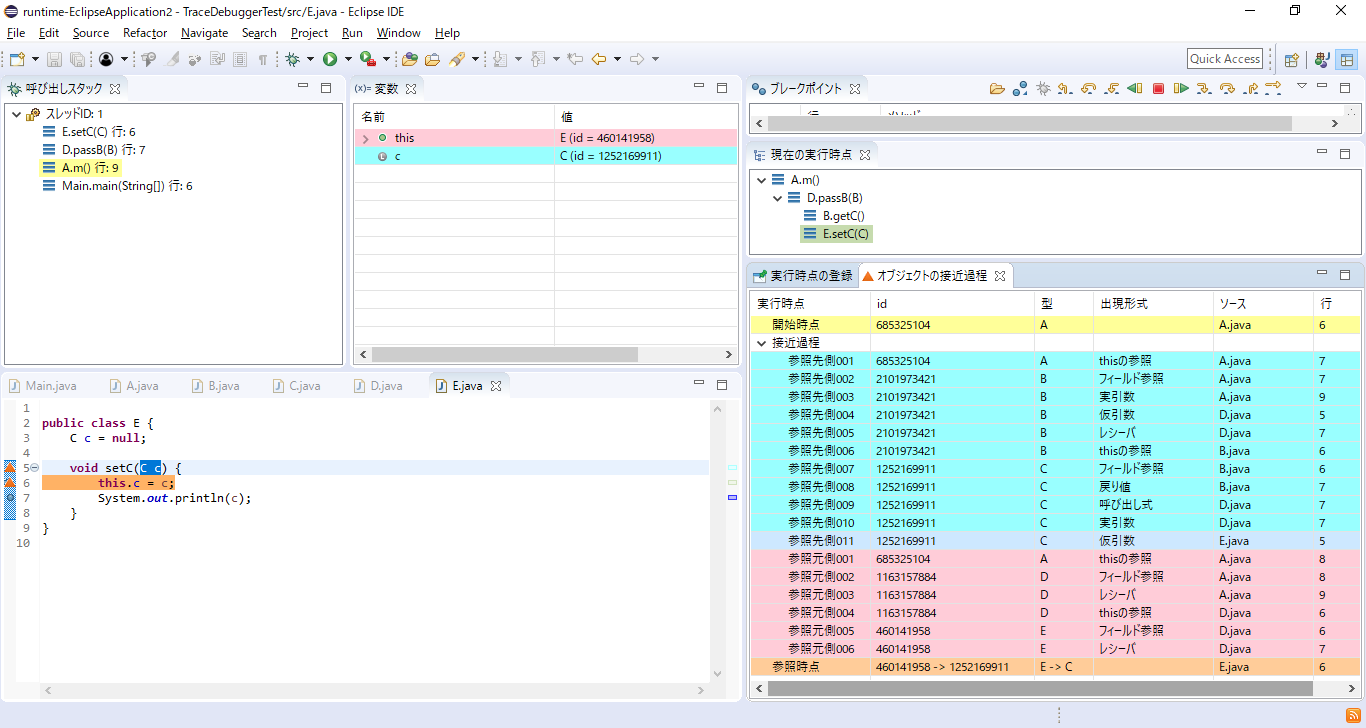 runtime-EclipseApplication2 - TraceDebuggerTest/src/E.java - Eclipse IDE
File Edit Source Refactor Navigate Search Project Run Window Help
Quick Access
呼び出しスタック
スレッドID: 1
E.setC(C) 行: 6
D.passB(B) 行: 7
A.m() 行: 9
Main.main(String[]) 行: 6
(x)= 変数
名前 値
this E (id = 460141958)
c C (id = 1252169911)
ブレークポイント
現在の実行時点
A.m()
D.passB(B)
B.getC()
E.setC(C)
実行時点の登録 オブジェクトの接近過程
実行時点 id 型 出現形式 ソース 行
開始時点 685325104 A A.java 6
接近過程
参照先側001 685325104 A thisの参照 A.java 7
参照先側002 2101973421 B フィールド参照 A.java 7
参照先側003 2101973421 B 実引数 A.java 9
参照先側004 2101973421 B 仮引数 D.java 5
参照先側005 2101973421 B レシーバ D.java 7
参照先側006 2101973421 B thisの参照 B.java 7
参照先側007 1252169911 C フィールド参照 B.java 6
参照先側008 1252169911 C 戻り値 B.java 7
参照先側009 1252169911 C 呼び出し式 D.java 7
参照先側010 1252169911 C 実引数 D.java 7
参照先側011 1252169911 C 仮引数 E.java 5
参照元側001 685325104 A thisの参照 A.java 8
参照元側002 1163157884 D フィールド参照 A.java 8
参照元側003 1163157884 D レシーバ A.java 9
参照元側004 1163157884 D thisの参照 D.java 6
参照元側005 460141958 E フィールド参照 D.java 6
参照元側006 460141958 E レシーバ D.java 7
参照時点 460141958 -> 1252169911 E -> C E.java 6
Main.java A.java B.java C.java D.java E.java
1
2 public class E {
3 C c = null;
4
5 void setC(C c) {
6 this.c = c;
7 System.out.println(c);
8 }
9 }
10